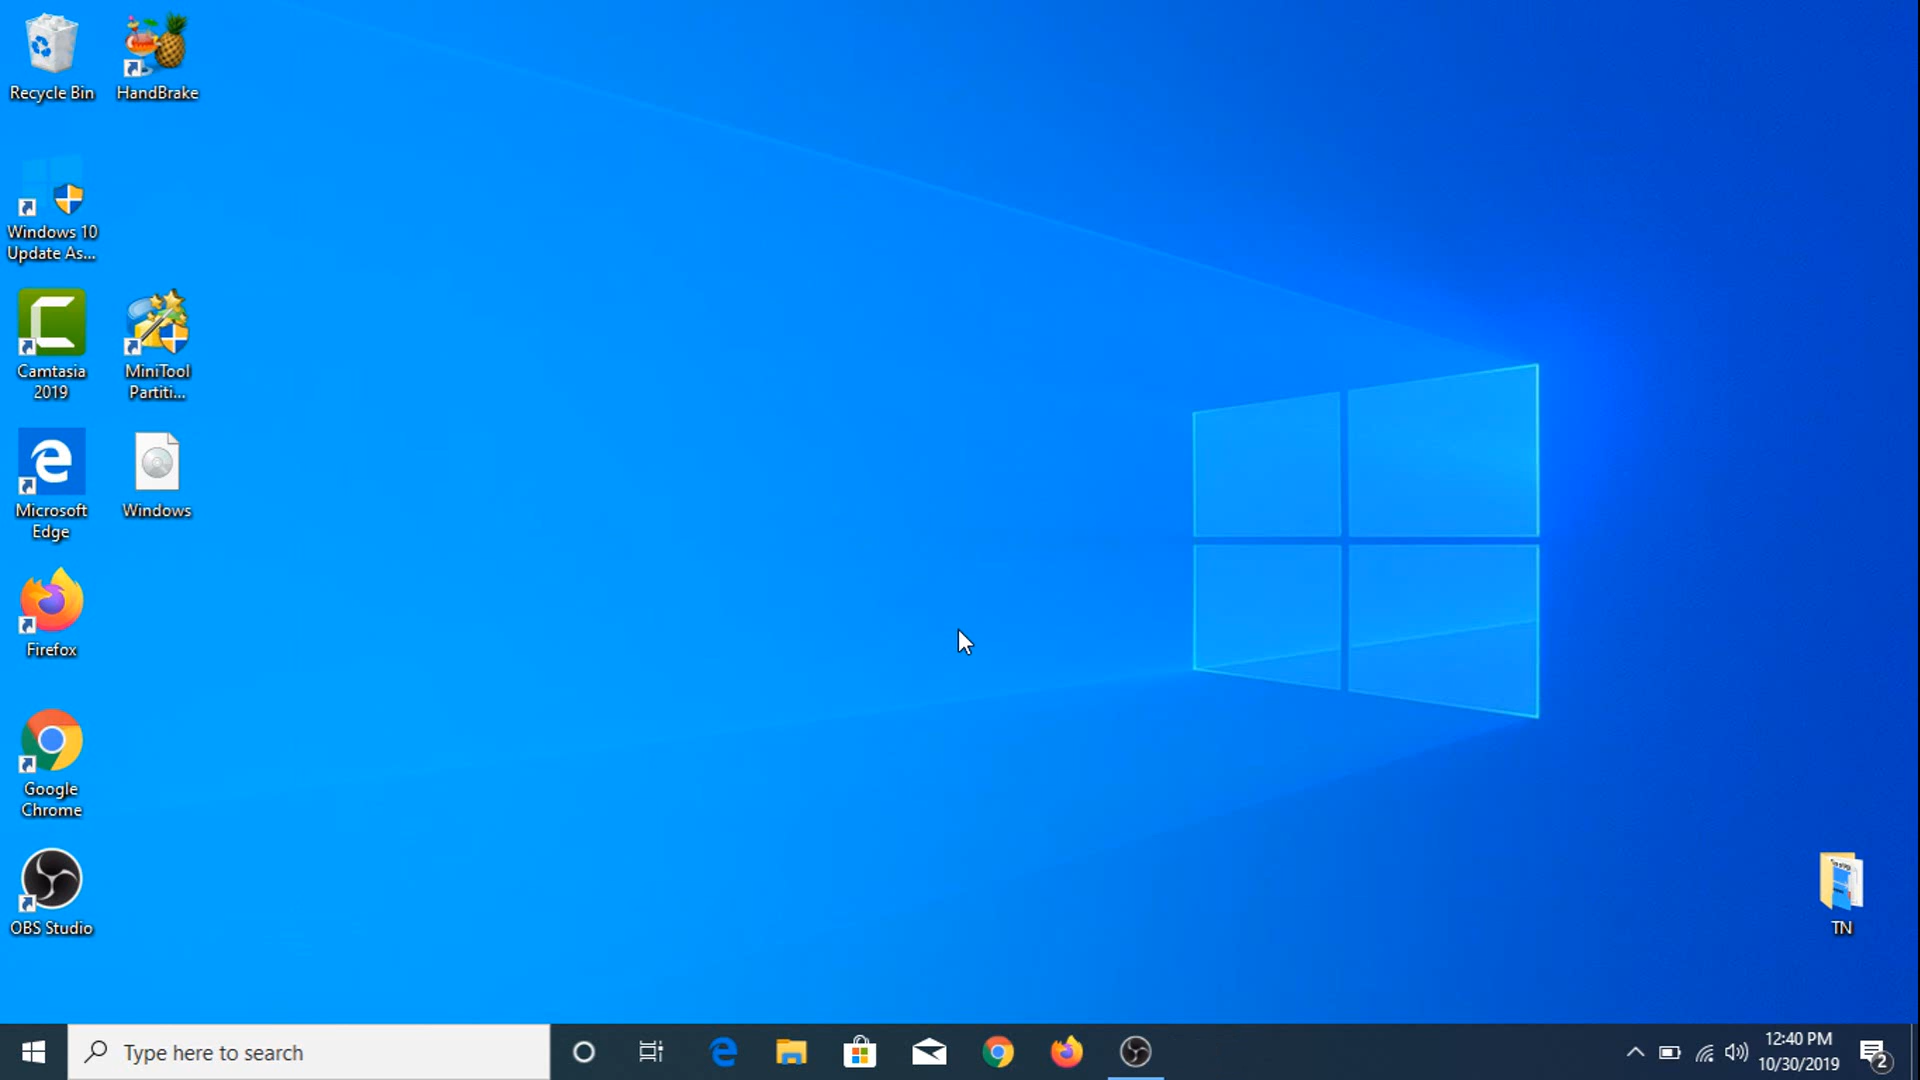 Recycle Bin
HandBrake
Windows 10
Update As...
Camtasia
2019
MiniTool
Partiti...
Microsoft
Edge
Windows
Firefox
Google
Chrome
OBS Studio
TN
Type here to search
12:40 PM
10/30/2019
2